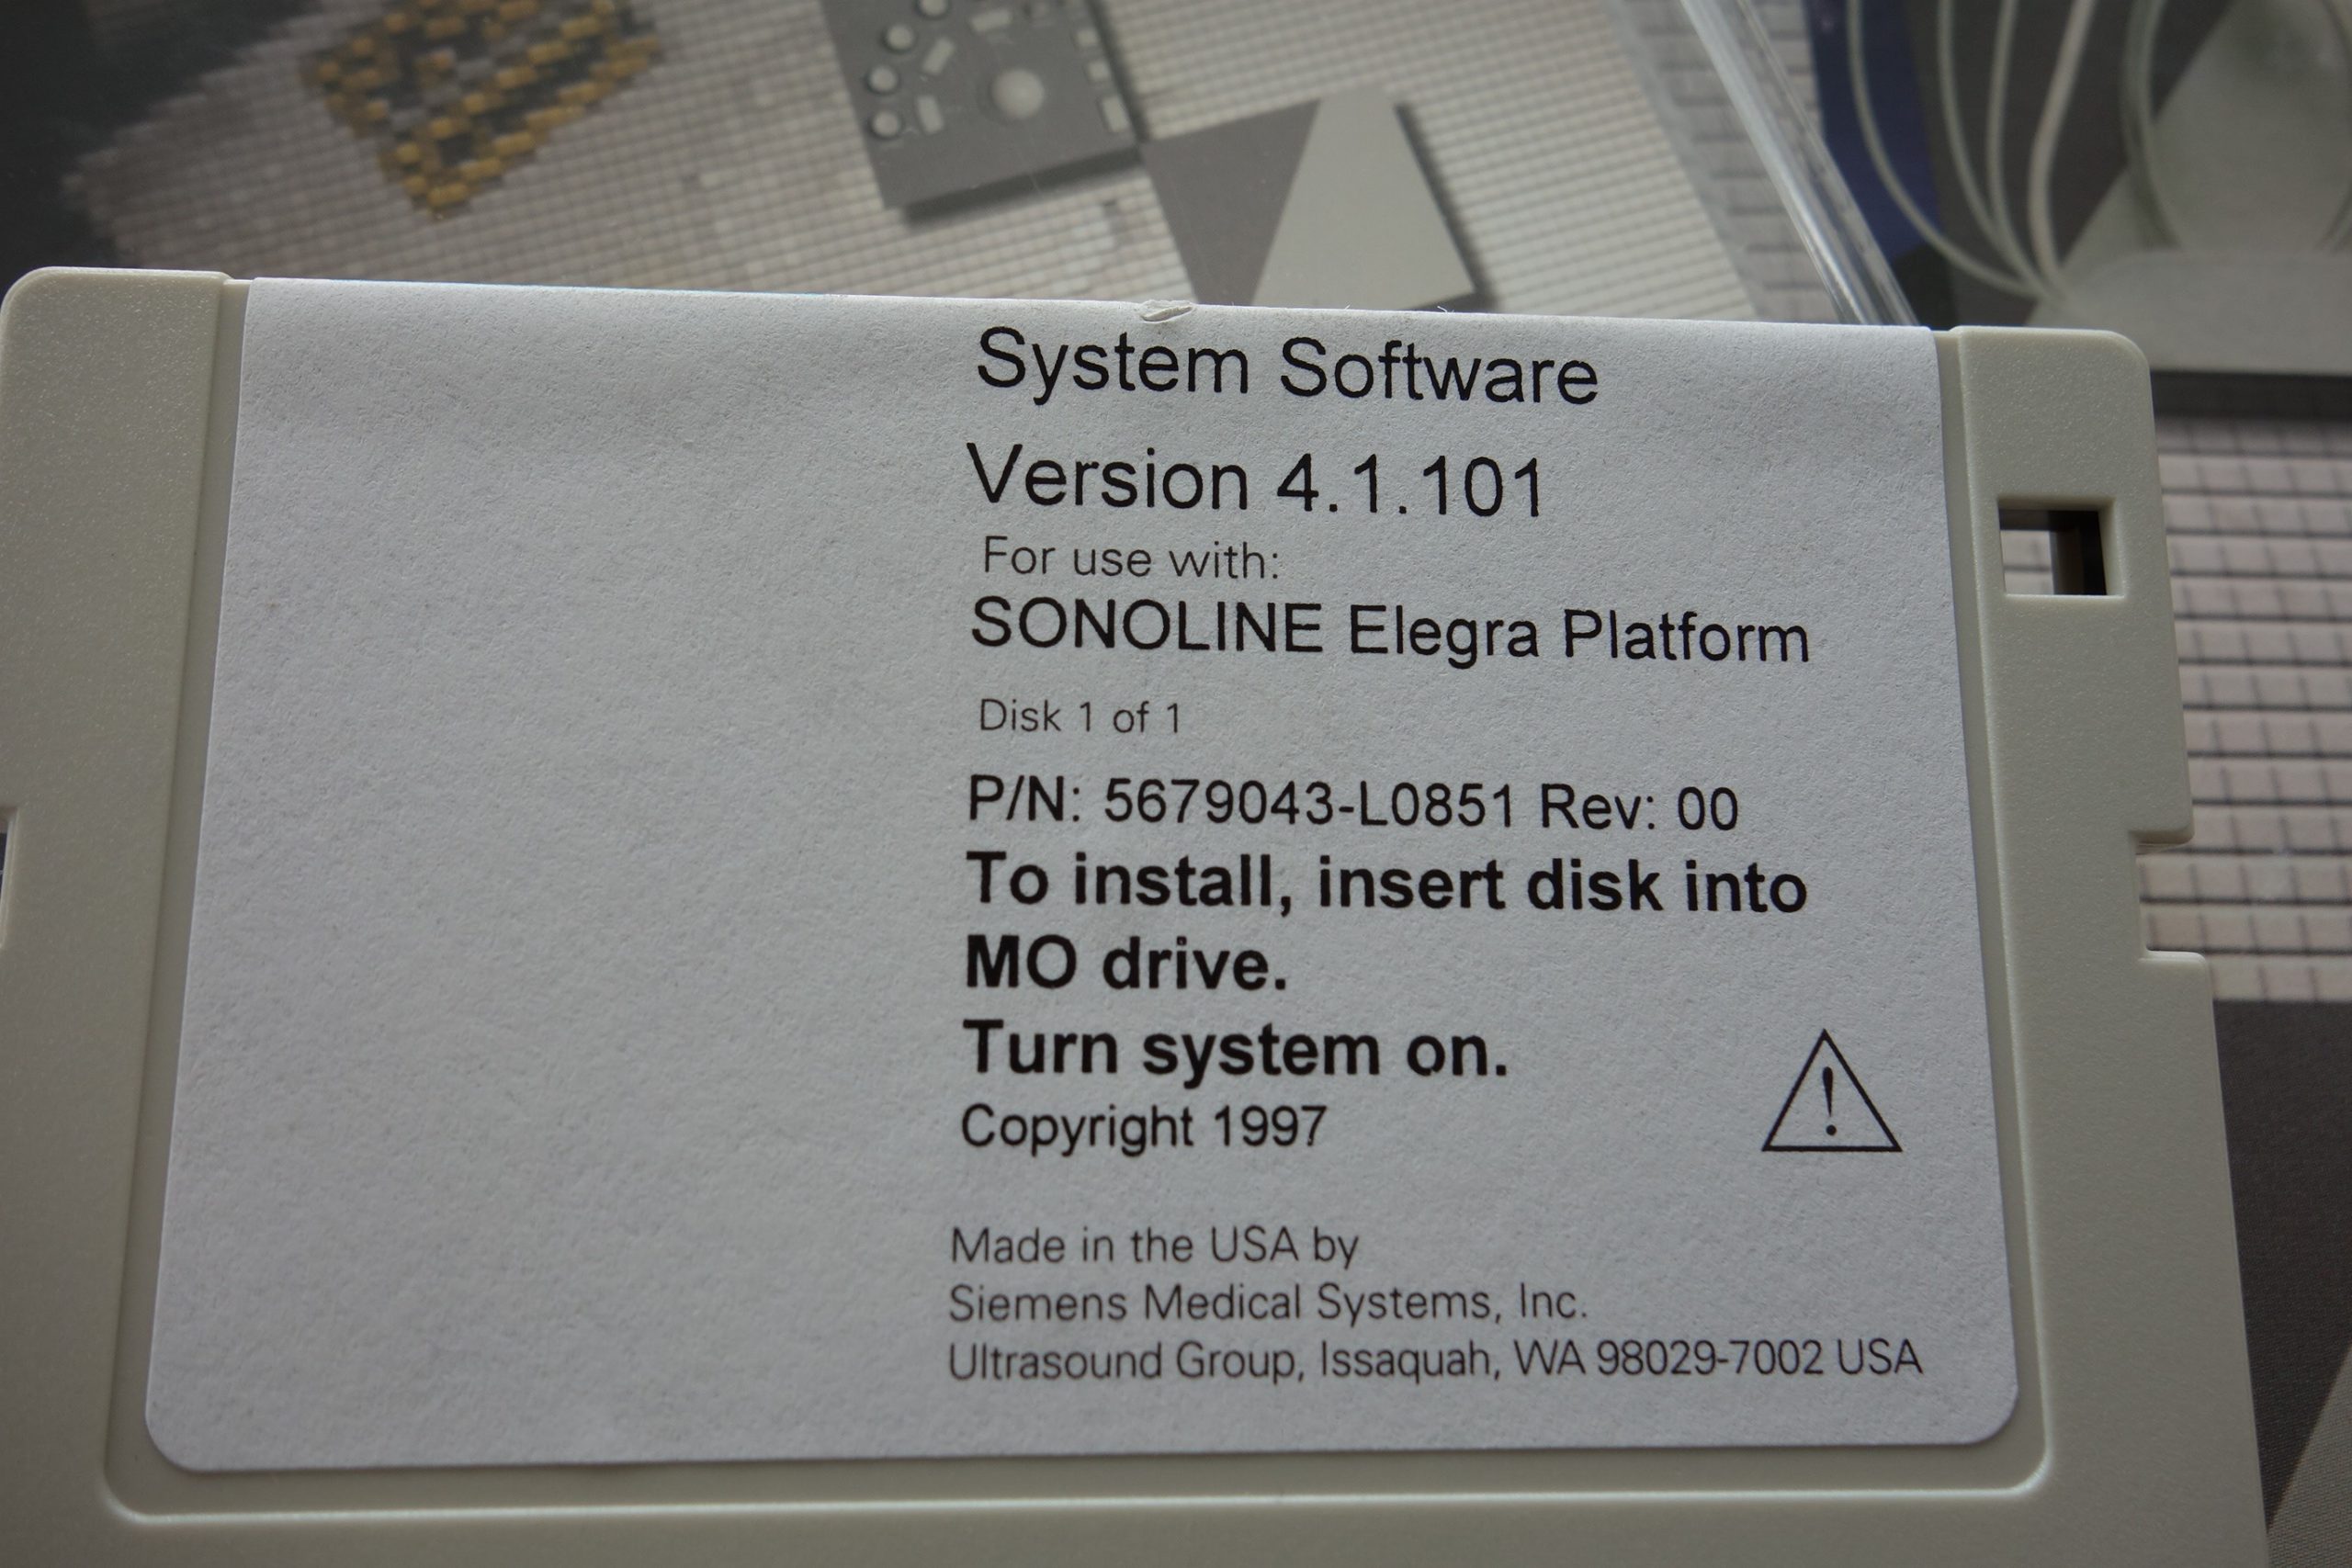 System Software
Version 4.1.101
For use with:
SONOLINE Elegra Platform
Disk 1 of 1
P/N: 5679043-L0851 Rev: 00
To install, insert disk into
MO drive.
Turn system on.
Copyright 1997
!
Made in the USA by
Siemens Medical Systems, Inc.
Ultrasound Group, Issaquah, WA 98029-7002 USA